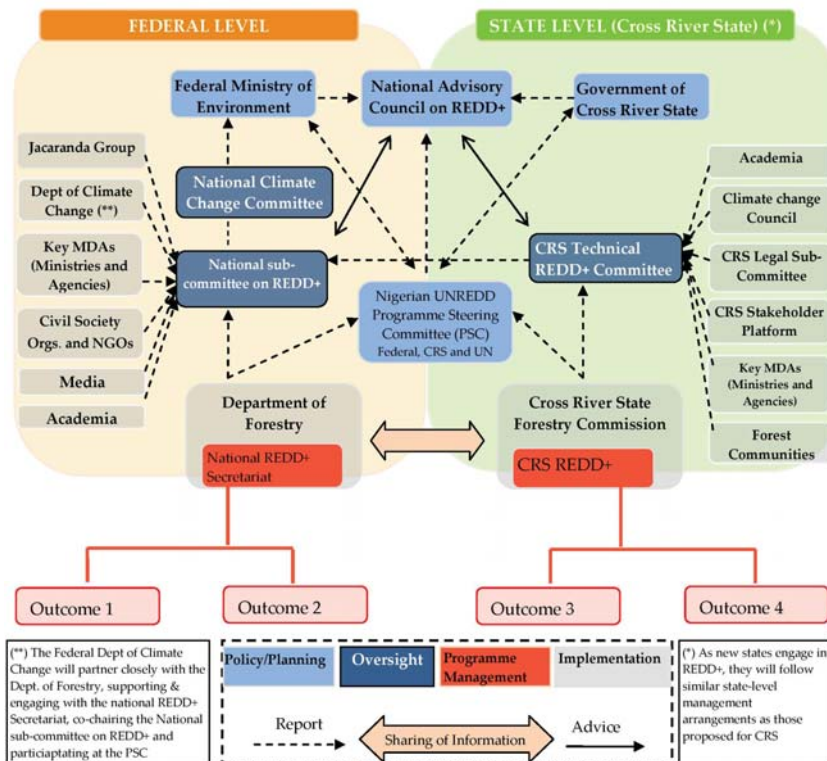 FEDERAL LEVEL
STATE LEVEL (Cross River State) (*)
Federal Ministry of
Environment
National Advisory
Council on REDD+
Government of
Cross River State
Jacaranda Group
Dept of Climate
Change (**)
Key MDAs
(Ministries and
Agencies)
Civil Society
Orgs. and NGOs
Media
Academia
National Climate
Change Committee
National sub-
committee on REDD+
CRS Technical
REDD+ Committee
Nigerian UNREDD
Programme Steering
Committee (PSC)
Federal, CRS and UN
Academia
Climate change
Council
CRS Legal Sub-
Committee
CRS Stakeholder
Platform
Key MDAs
(Ministries and
Agencies)
Forest
Communities
Department of
Forestry
National REDD+
Secretariat
Cross River State
Forestry Commission
CRS REDD+
Outcome 1
Outcome 2
Outcome 3
Outcome 4
(**) The Federal Dept of Climate
Change will partner closely with the
Dept. of Forestry, supporting &
engaging with the national REDD+
Secretariat, co-chairing the National
sub-committee on REDD+ and
particiaptating at the PSC
Policy/Planning
Oversight
Programme
Management
Implementation
Report
Sharing of Information
Advice
(*) As new states engage in
REDD+, they will follow
similar state-level
management
arrangements as those
proposed for CRS